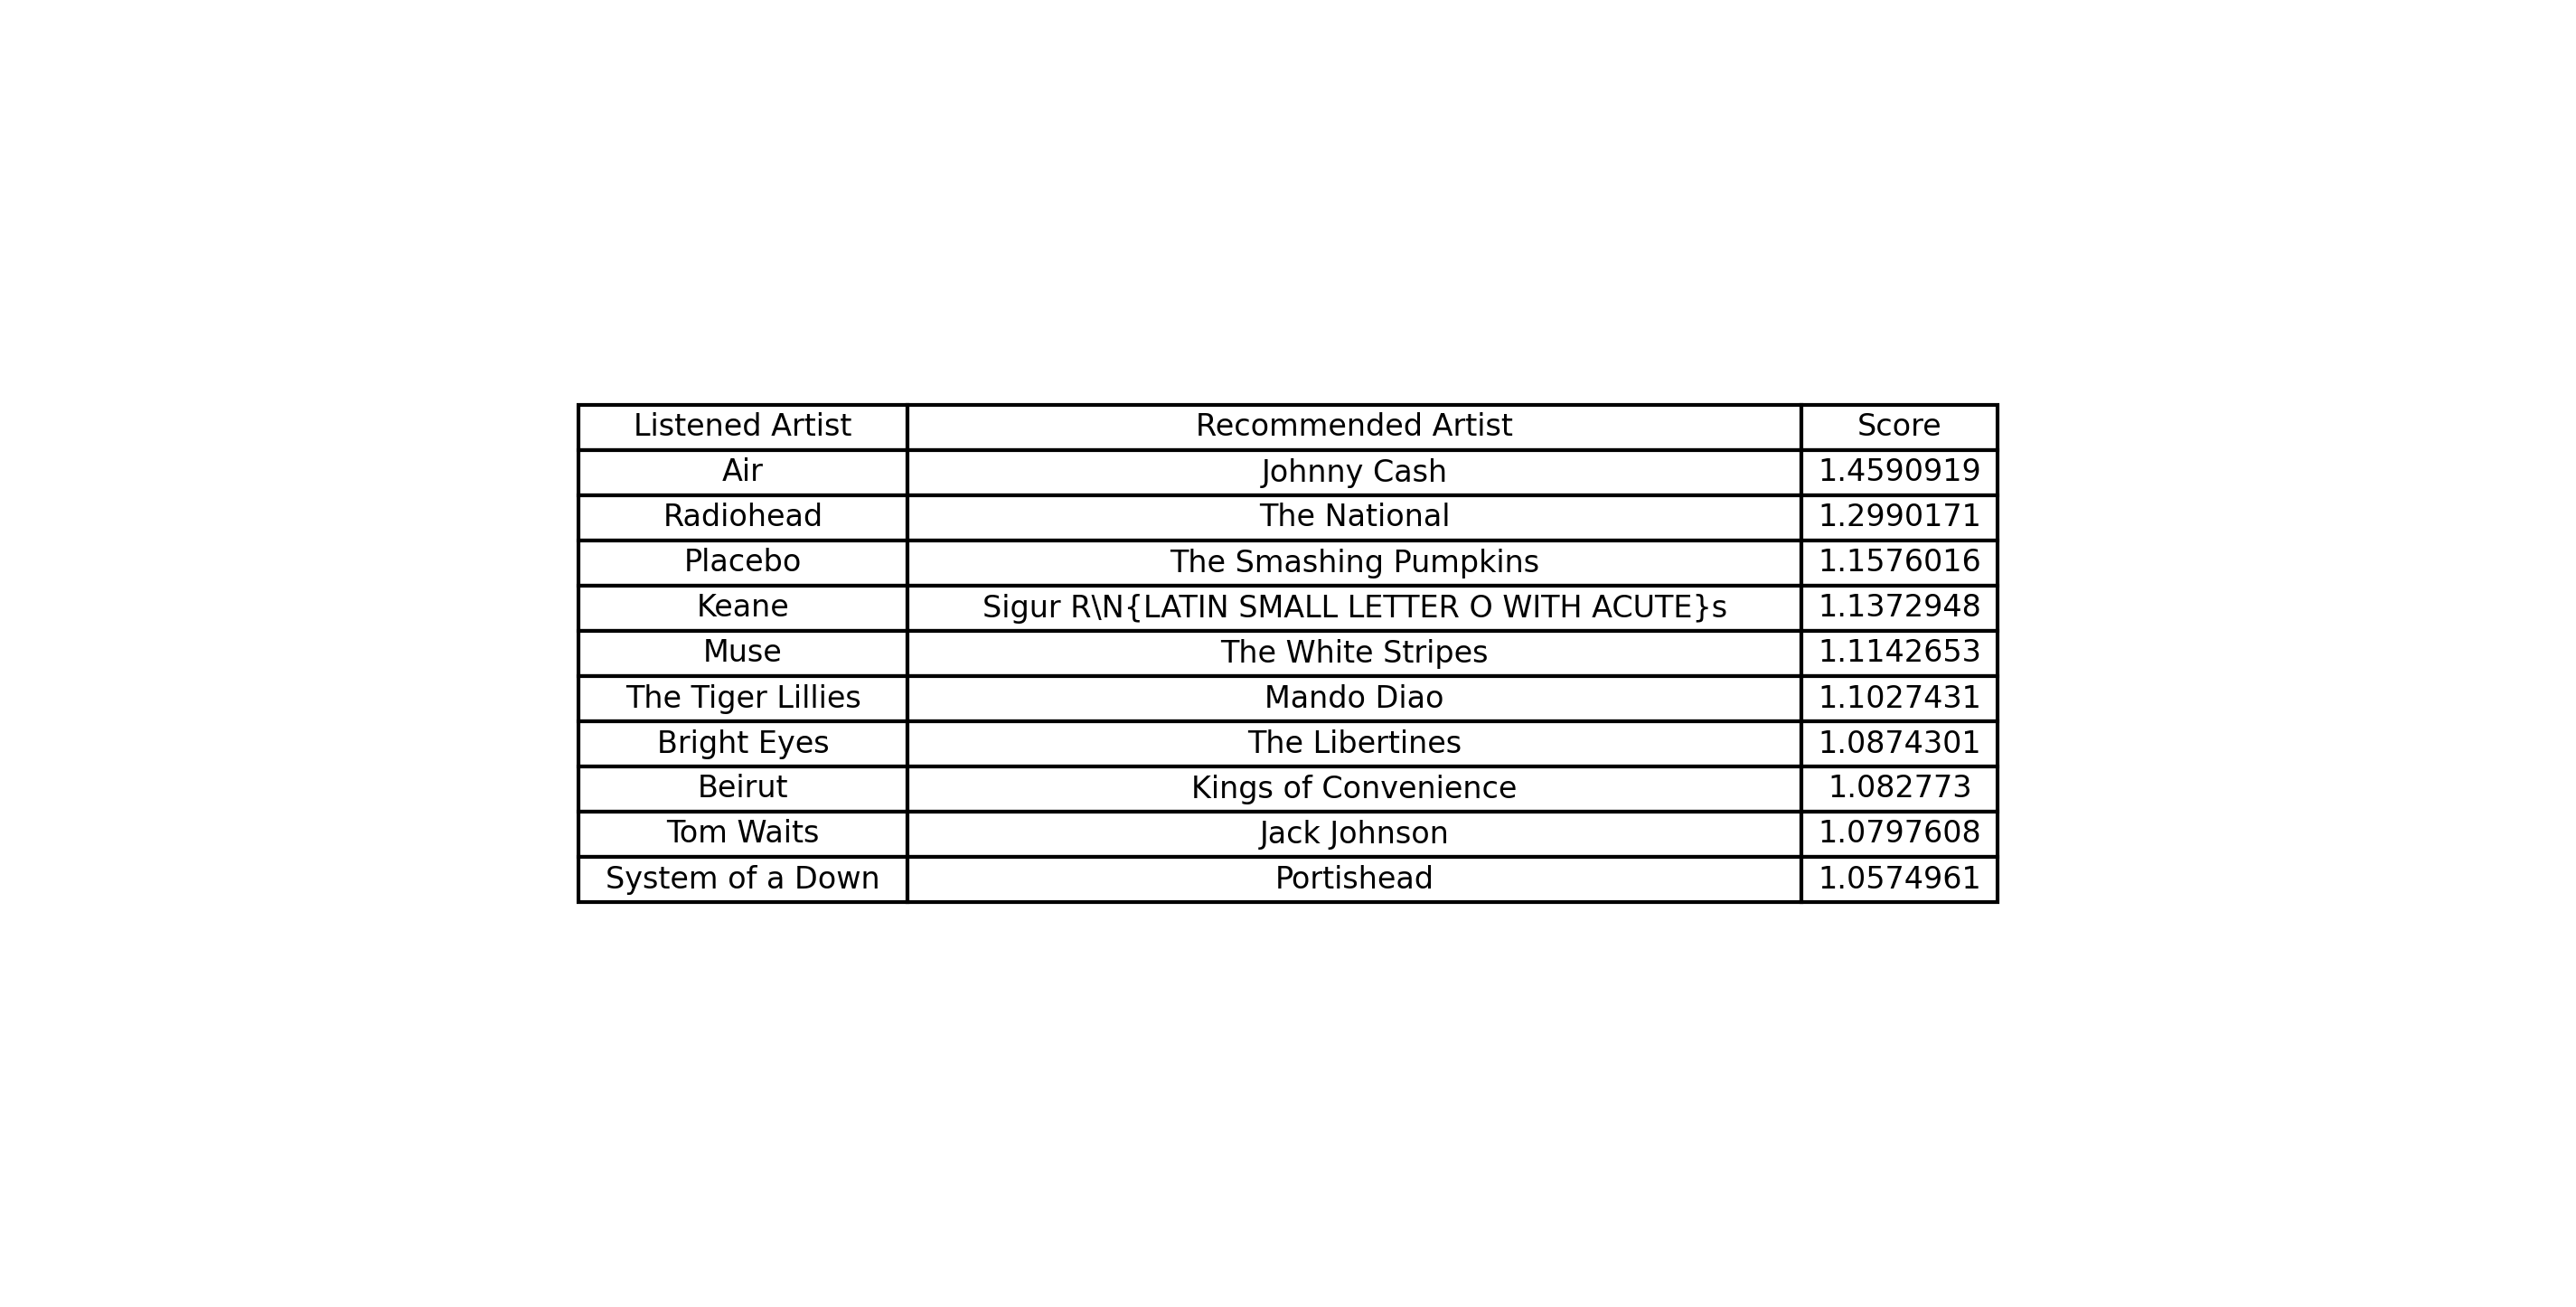 Listened Artist Recommended Artist Score
Air Johnny Cash 1.4590919
Radiohead The National 1.2990171
Placebo The Smashing Pumpkins 1.1576016
Keane Sigur R\N{LATIN SMALL LETTER O WITH ACUTE}s 1.1372948
Muse The White Stripes 1.1142653
The Tiger Lillies Mando Diao 1.1027431
Bright Eyes The Libertines 1.0874301
Beirut Kings of Convenience 1.082773
Tom Waits Jack Johnson 1.0797608
System of a Down Portishead 1.0574961